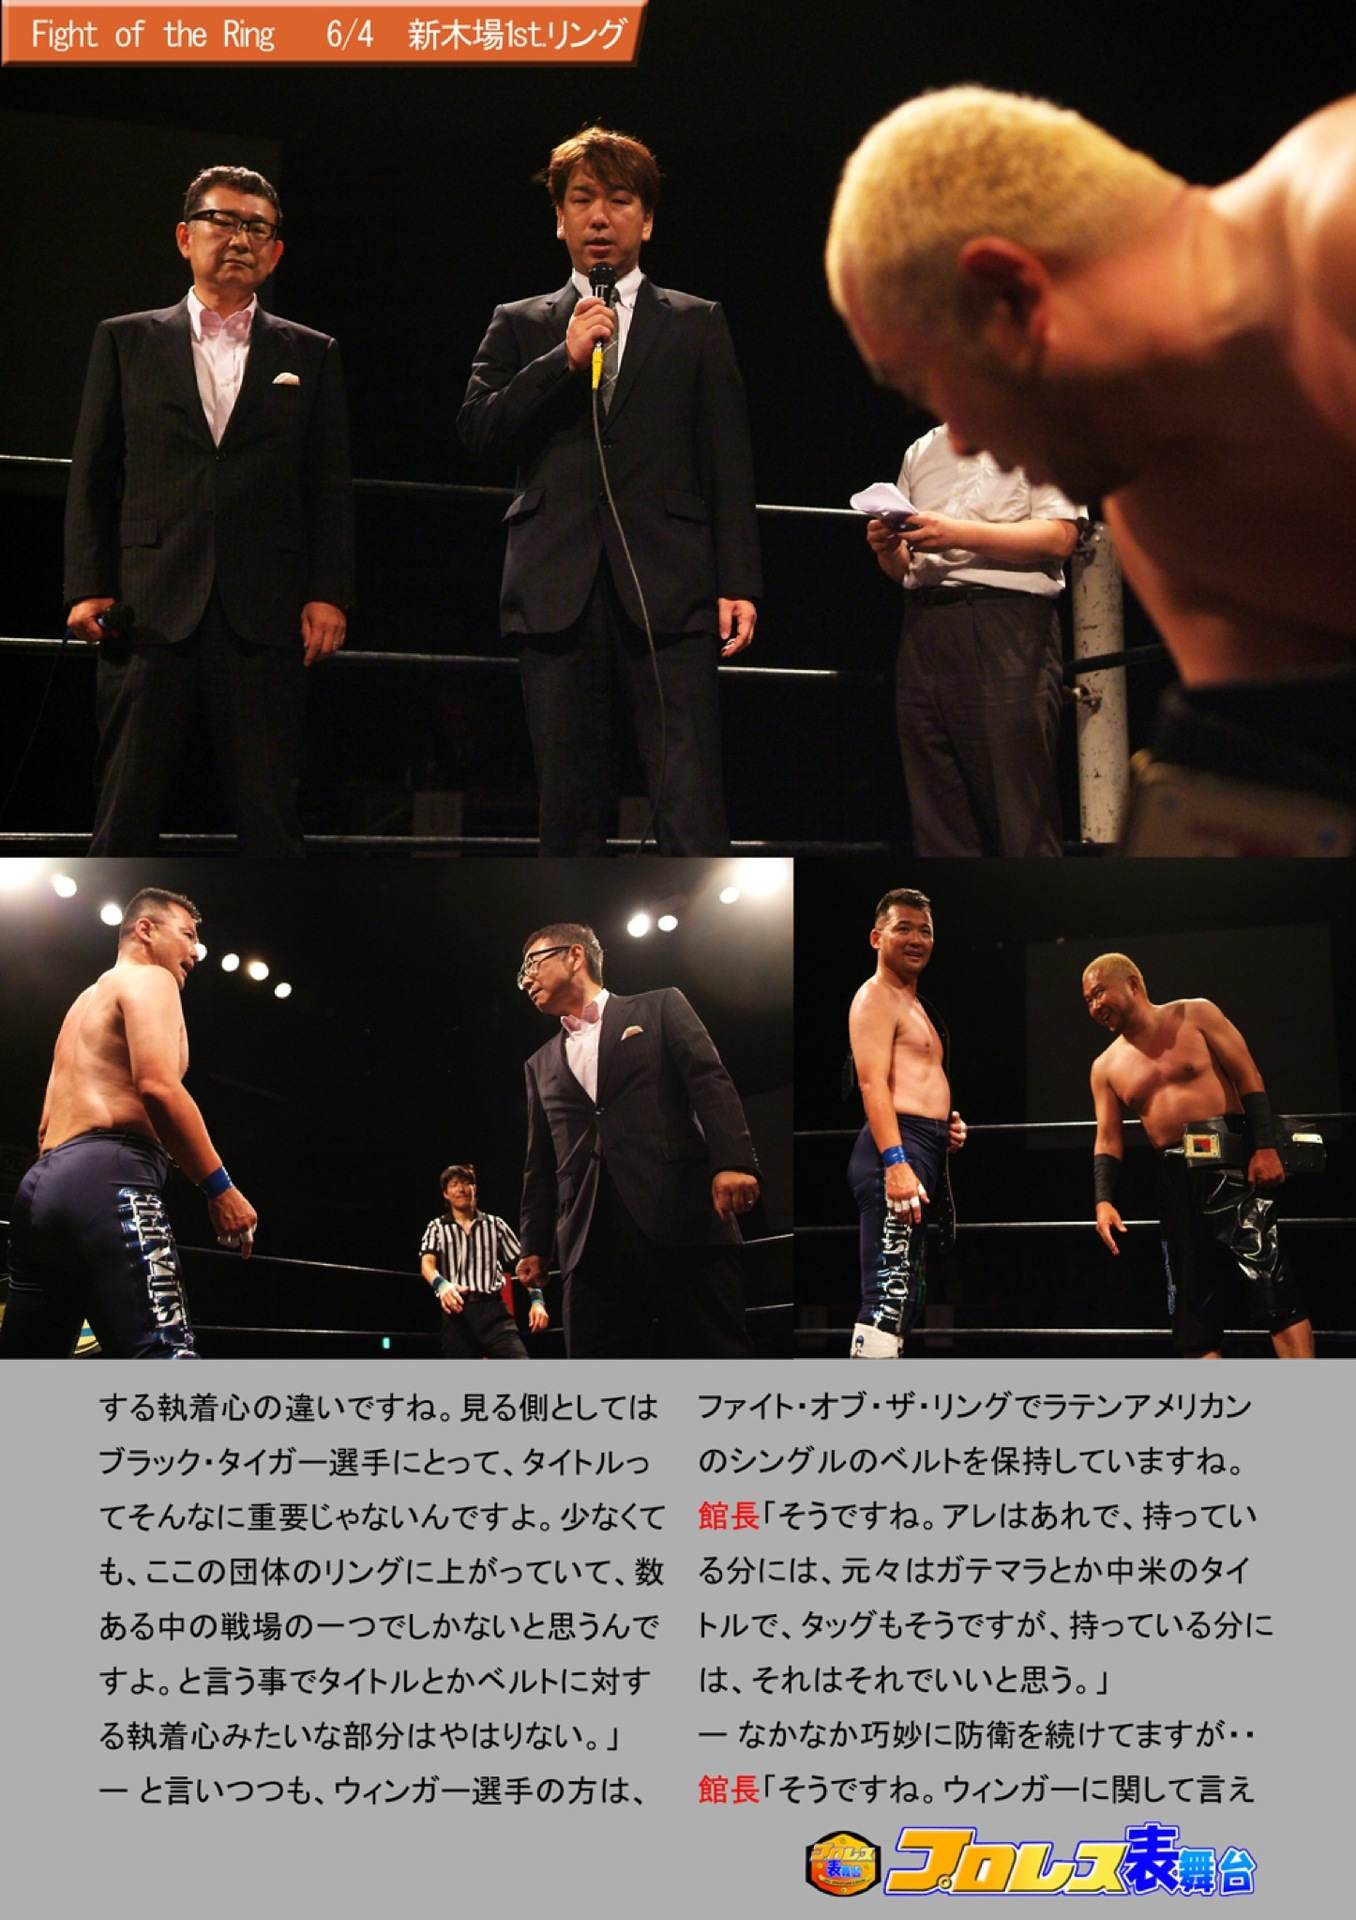 Fight of the Ring 6/4 新木場1st.リング
する執着心の違いですね。見る側としては
ブラック・タイガー選手にとって、タイトルっ
てそんなに重要じゃないんですよ。少なくて
も、ここの団体のリングに上がっていて、数
ある中の戦場の一つでしかないと思うんで
すよ。と言う事でタイトルとかベルトに対す
る執着心みたいな部分はやはりない。」
― と言いつつも、ウィンガー選手の方は、
ファイト・オブ・ザ・リングでラテンアメリカン
のシングルのベルトを保持していますね。
館長「そうですね。アレはあれで、持ってい
る分には、元々はガテマラとか中米のタイ
トルで、タッグもそうですが、持っている分に
は、それはそれでいいと思う。」
― なかなか巧妙に防衛を続けてますが・・
館長「そうですね。ウィンガーに関して言え
プロレス表舞台
プロレス表舞台